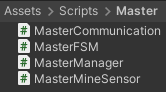 Assets > Scripts > Master
# MasterCommunication
# MasterFSM
# MasterManager
# MasterMineSensor